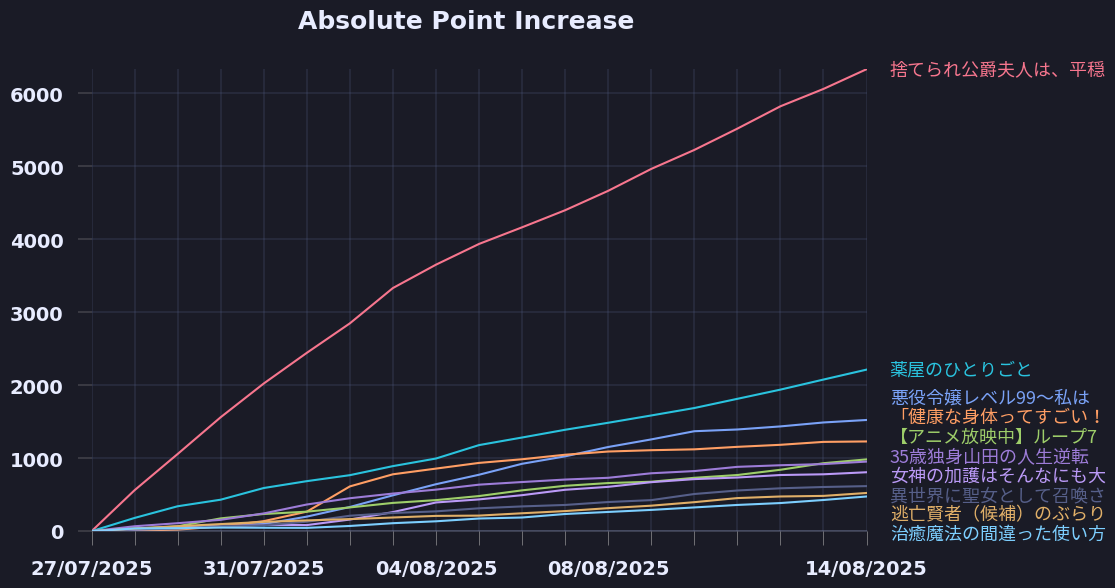 Absolute Point Increase
6000
5000
4000
3000
2000
1000
0
27/07/2025
31/07/2025
04/08/2025
08/08/2025
14/08/2025
捨てられ公爵夫人は、平穏
薬屋のひとりごと
悪役令嬢レベル99～私は
「健康な身体ってすごい！
【アニメ放映中】ループ7
35歳独身山田の人生逆転
女神の加護はそんなにも大
異世界に聖女として召喚さ
逃亡賢者（候補）のぶらり
治癒魔法の間違った使い方